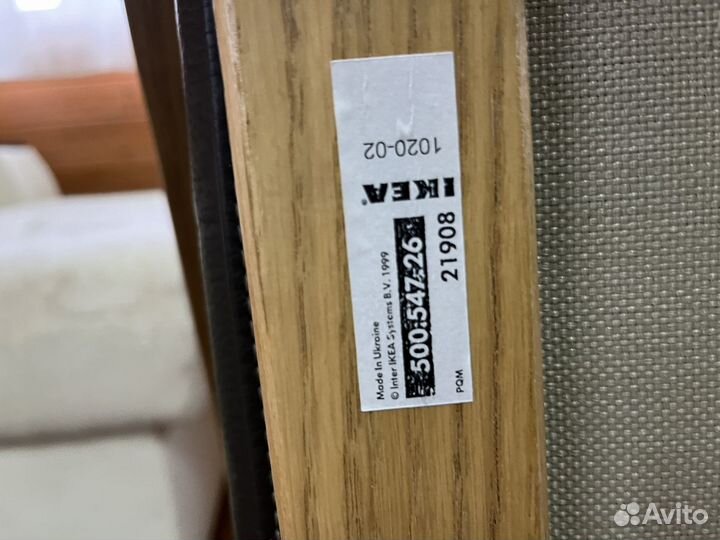 Made In Ukraine
© Inter IKEA Systems B.V. 1999
500.547.26
21908
PQM
IKEA®
1020-02
Avito